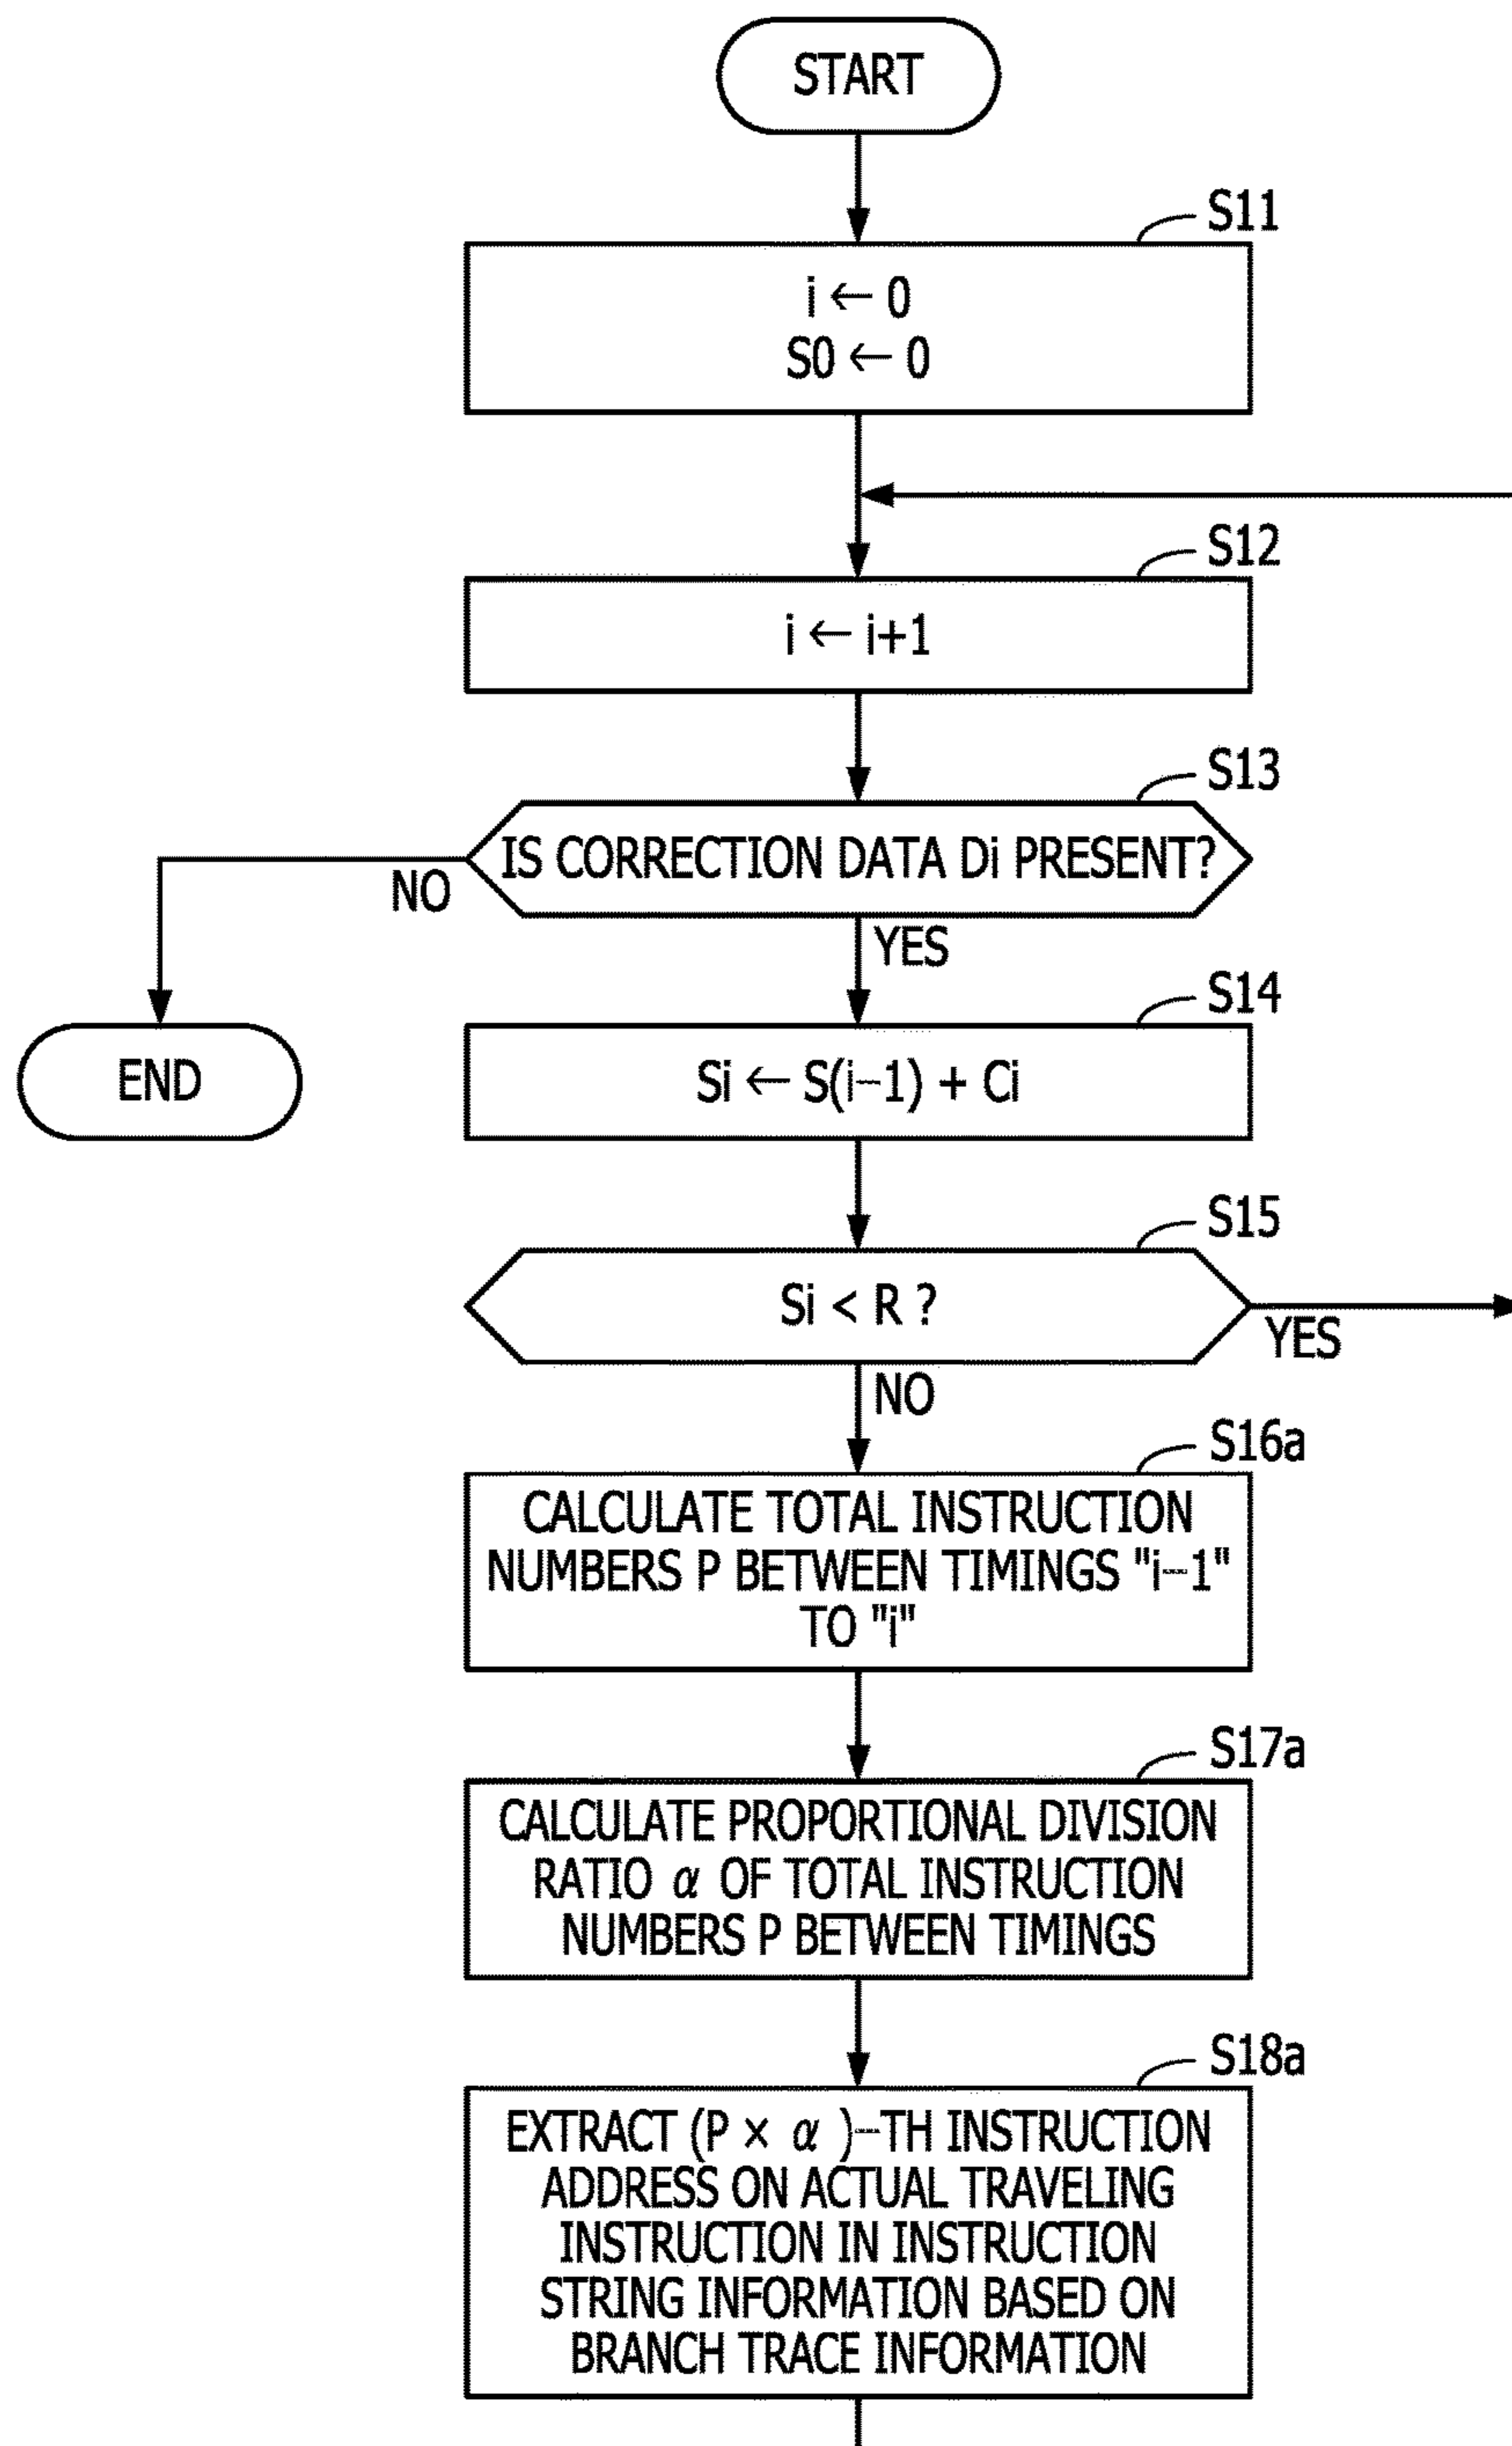 START
S11
i ← 0
S0 ← 0
S12
i ← i+1
S13
IS CORRECTION DATA Di PRESENT?
NO
YES
S14
END
Si ← S(i-1) + Ci
S15
Si < R ?
YES
NO
S16a
CALCULATE TOTAL INSTRUCTION
NUMBERS P BETWEEN TIMINGS "i-1"
TO "i"
S17a
CALCULATE PROPORTIONAL DIVISION
RATIO α OF TOTAL INSTRUCTION
NUMBERS P BETWEEN TIMINGS
S18a
EXTRACT (P × α )-TH INSTRUCTION
ADDRESS ON ACTUAL TRAVELING
INSTRUCTION IN INSTRUCTION
STRING INFORMATION BASED ON
BRANCH TRACE INFORMATION